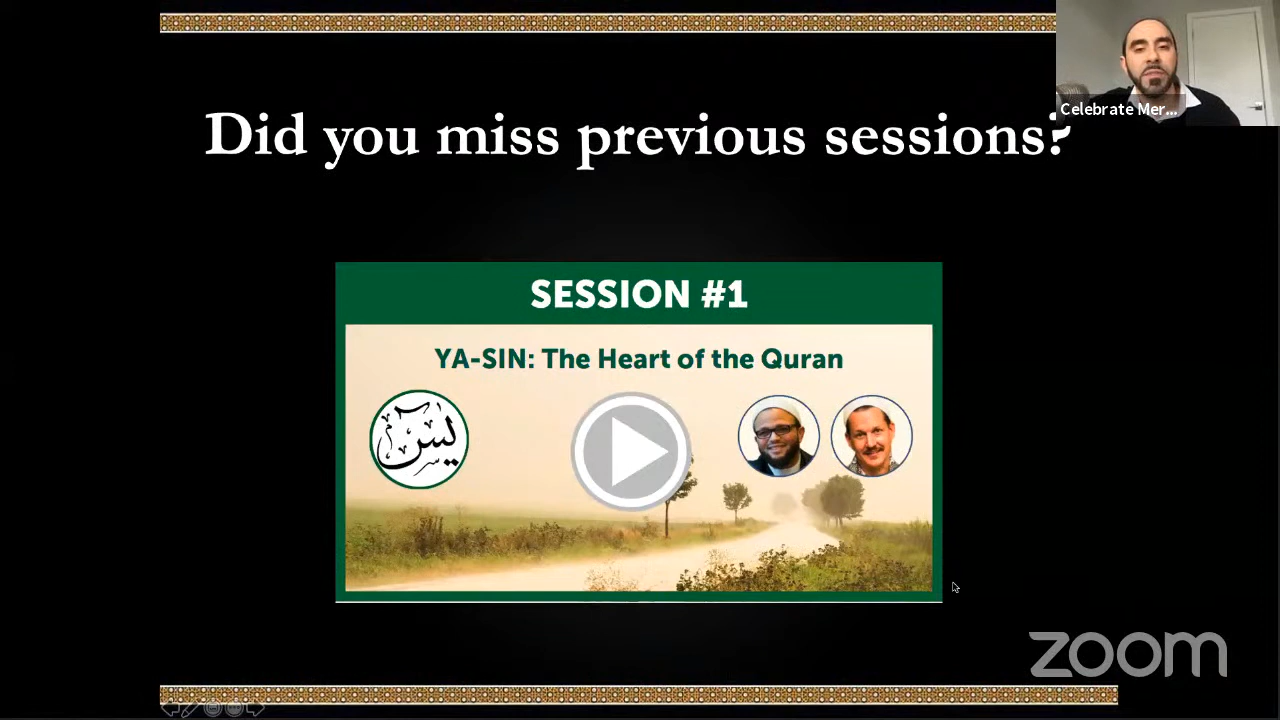 Did you miss previous sessions?
Celebrate Mer...
SESSION #1
YA-SIN: The Heart of the Quran
يس
zoom